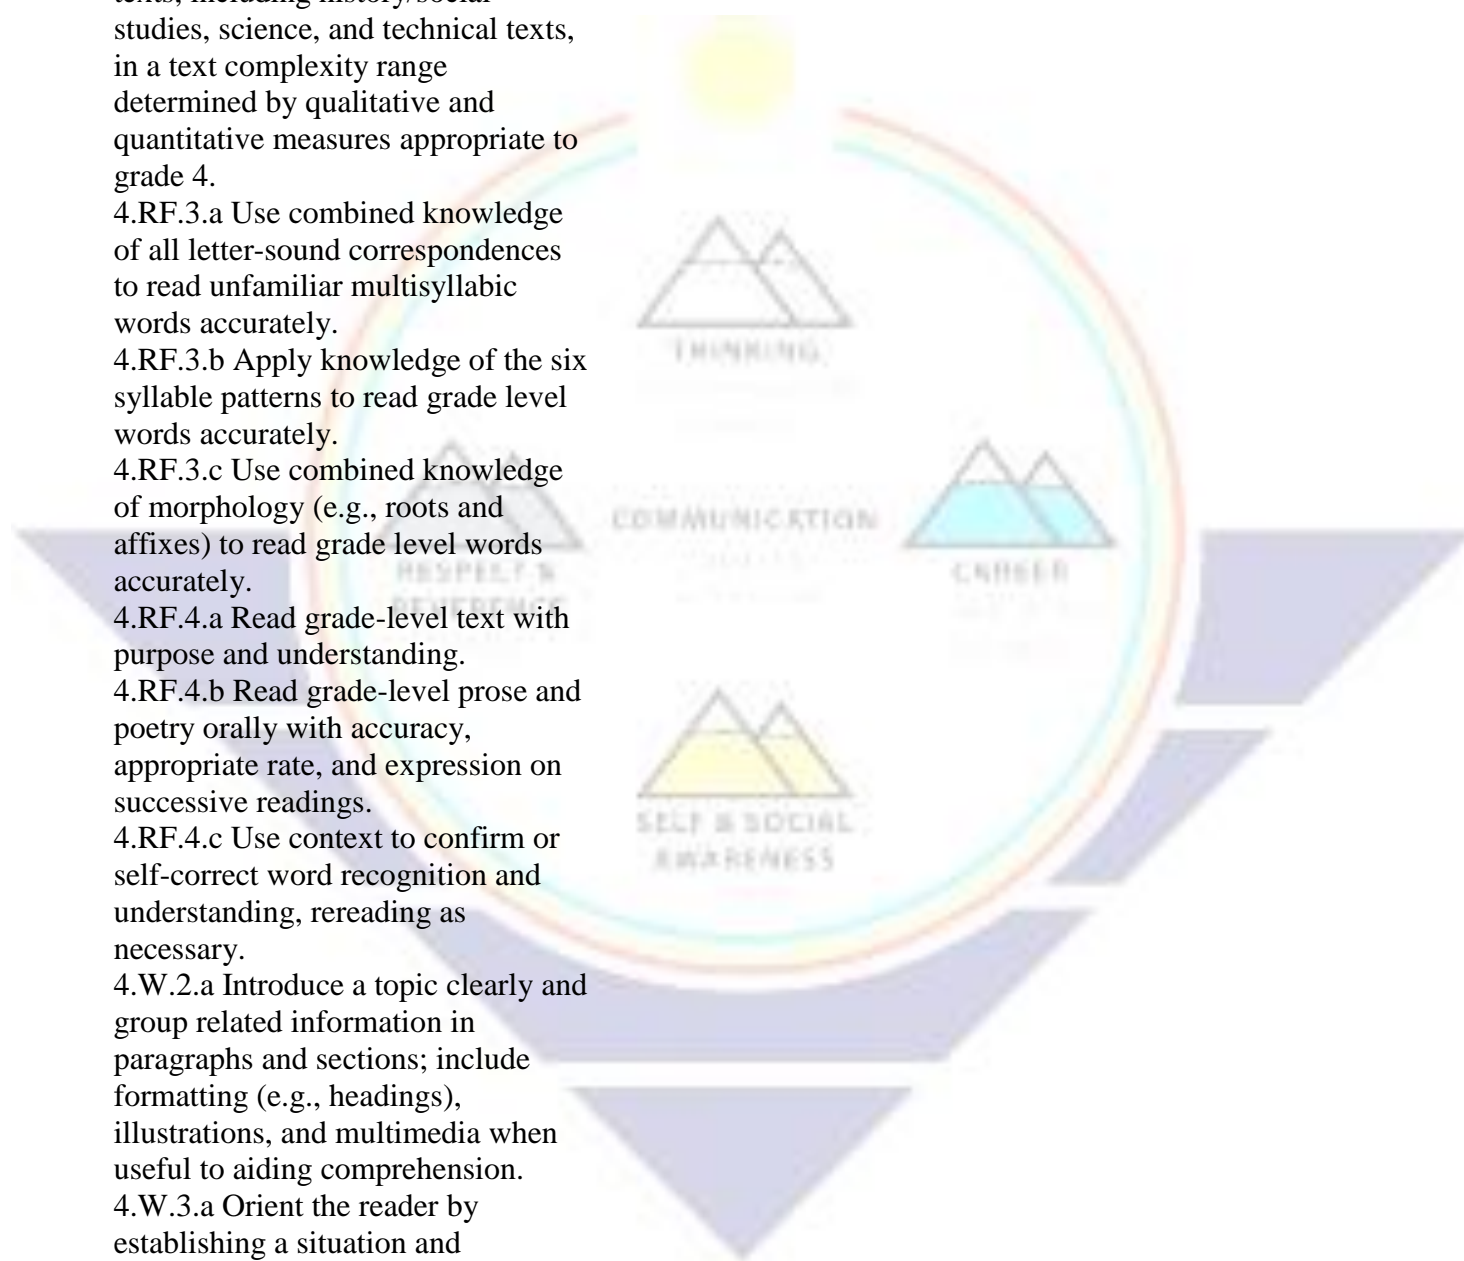 texts, including history/social
studies, science, and technical texts,
in a text complexity range
determined by qualitative and
quantitative measures appropriate to
grade 4.
4.RF.3.a Use combined knowledge
of all letter-sound correspondences
to read unfamiliar multisyllabic
words accurately.
4.RF.3.b Apply knowledge of the six
syllable patterns to read grade level
words accurately.
4.RF.3.c Use combined knowledge
of morphology (e.g., roots and
affixes) to read grade level words
accurately.
4.RF.4.a Read grade-level text with
purpose and understanding.
4.RF.4.b Read grade-level prose and
poetry orally with accuracy,
appropriate rate, and expression on
successive readings.
4.RF.4.c Use context to confirm or
self-correct word recognition and
understanding, rereading as
necessary.
4.W.2.a Introduce a topic clearly and
group related information in
paragraphs and sections; include
formatting (e.g., headings),
illustrations, and multimedia when
useful to aiding comprehension.
4.W.3.a Orient the reader by
establishing a situation and
THINKING
COMMUNICATION
RESPECT &
REVERENCE
CAREER
SELF & SOCIAL
AWARENESS